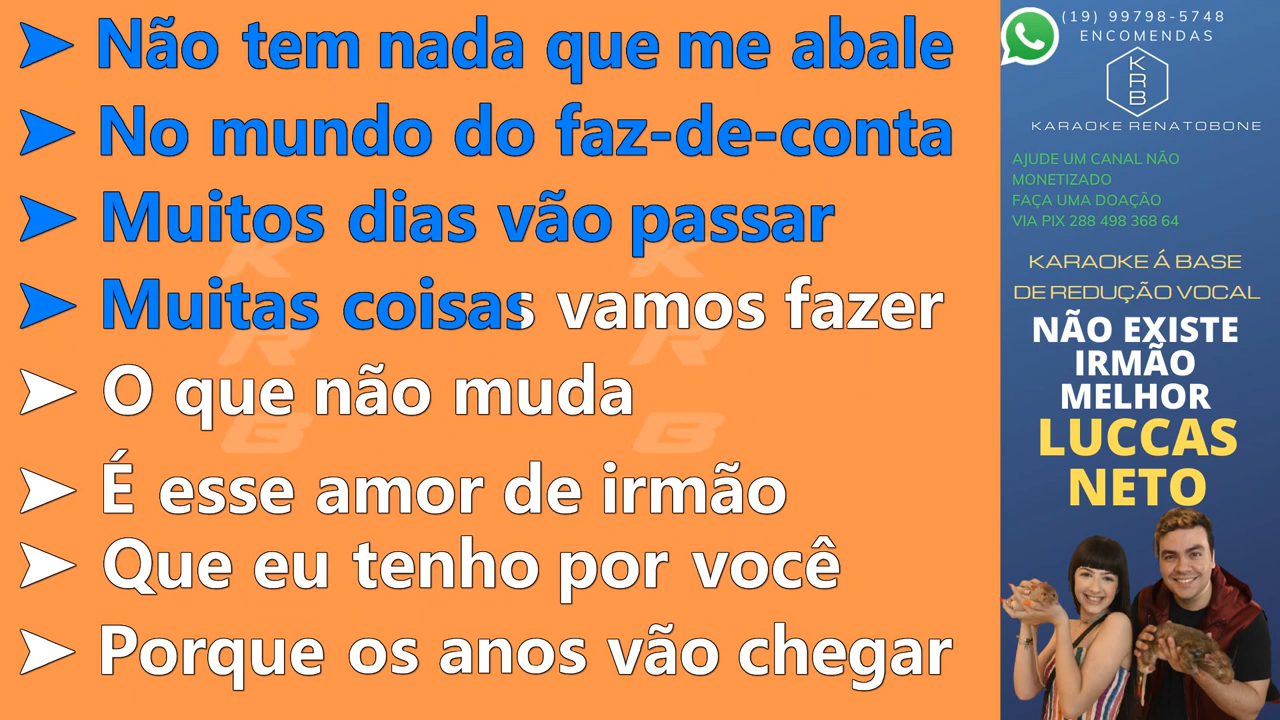 ➤ Não tem nada que me abale
➤ No mundo do faz-de-conta
➤ Muitos dias vão passar
➤ Muitas coisas vamos fazer
➤ O que não muda
➤ É esse amor de irmão
➤ Que eu tenho por você
➤ Porque os anos vão chegar
KRB
KRB
(19) 99798-5748
ENCOMENDAS
KRB
KARAOKE RENATOBONE
AJUDE UM CANAL NÃO
MONETIZADO
FAÇA UMA DOAÇÃO
VIA PIX 288 498 368 64
KARAOKE Á BASE
DE REDUÇÃO VOCAL
NÃO EXISTE
IRMÃO
MELHOR
LUCCAS
NETO